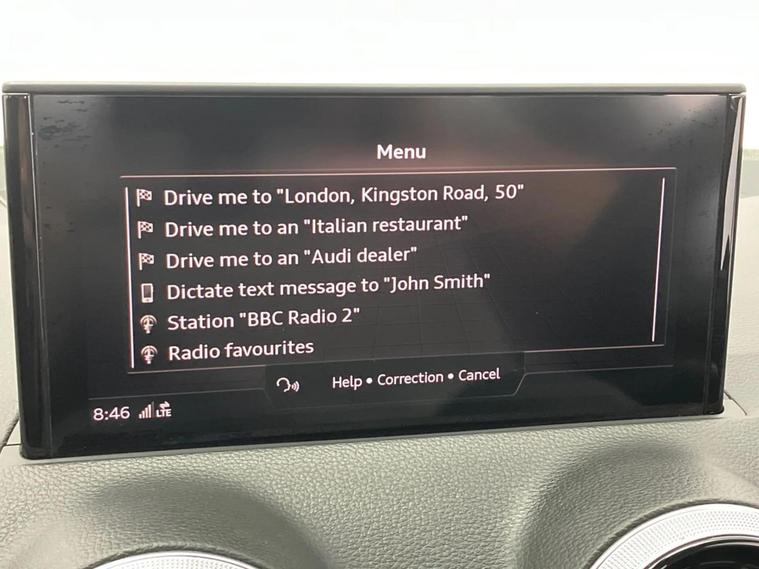 Menu
Drive me to "London, Kingston Road, 50"
Drive me to an "Italian restaurant"
Drive me to an "Audi dealer"
Dictate text message to "John Smith"
Station "BBC Radio 2"
Radio favourites
Help • Correction • Cancel
8:46 LTE